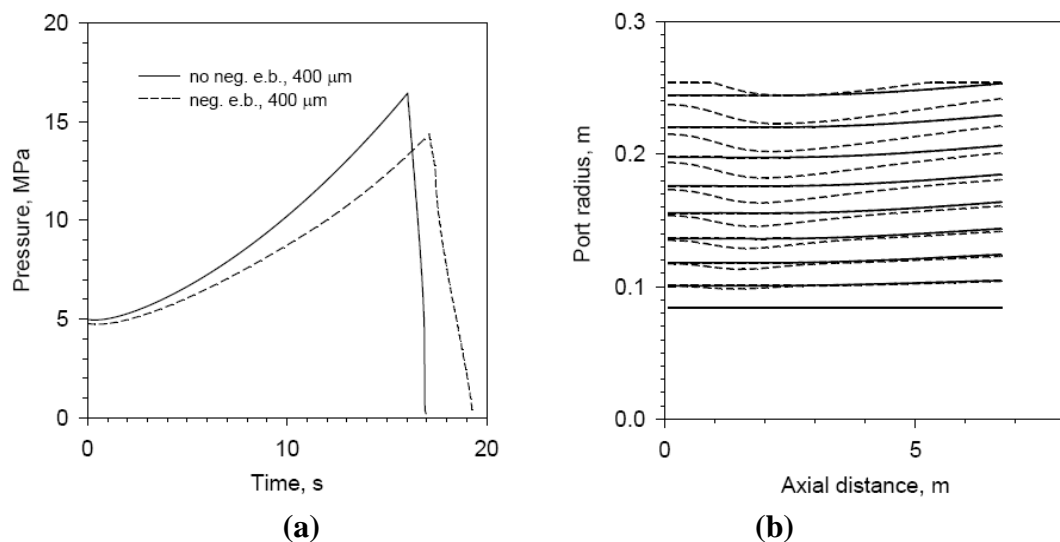 20
15
10
5
0
Pressure, MPa
no neg. e.b., 400 μm
neg. e.b., 400 μm
0
10
20
Time, s
(a)
0.3
0.2
0.1
0.0
Port radius, m
0
5
Axial distance, m
(b)